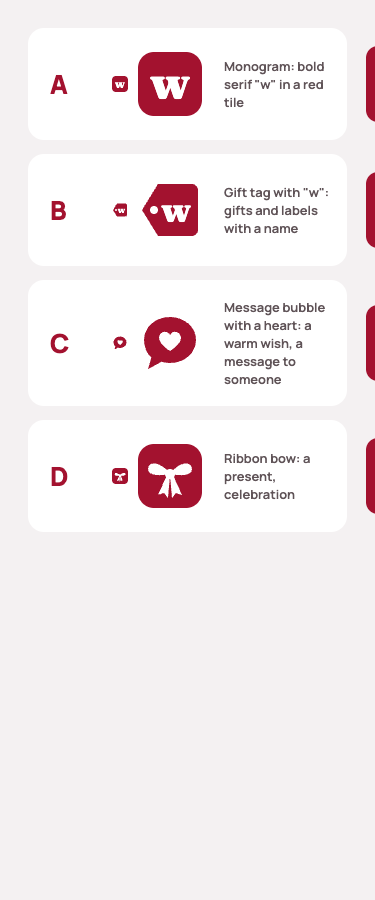 A
w
w
Monogram: bold
serif "w" in a red
tile
B
w
w
Gift tag with "w":
gifts and labels
with a name
C
Message bubble
with a heart: a
warm wish, a
message to
someone
D
Ribbon bow: a
present,
celebration